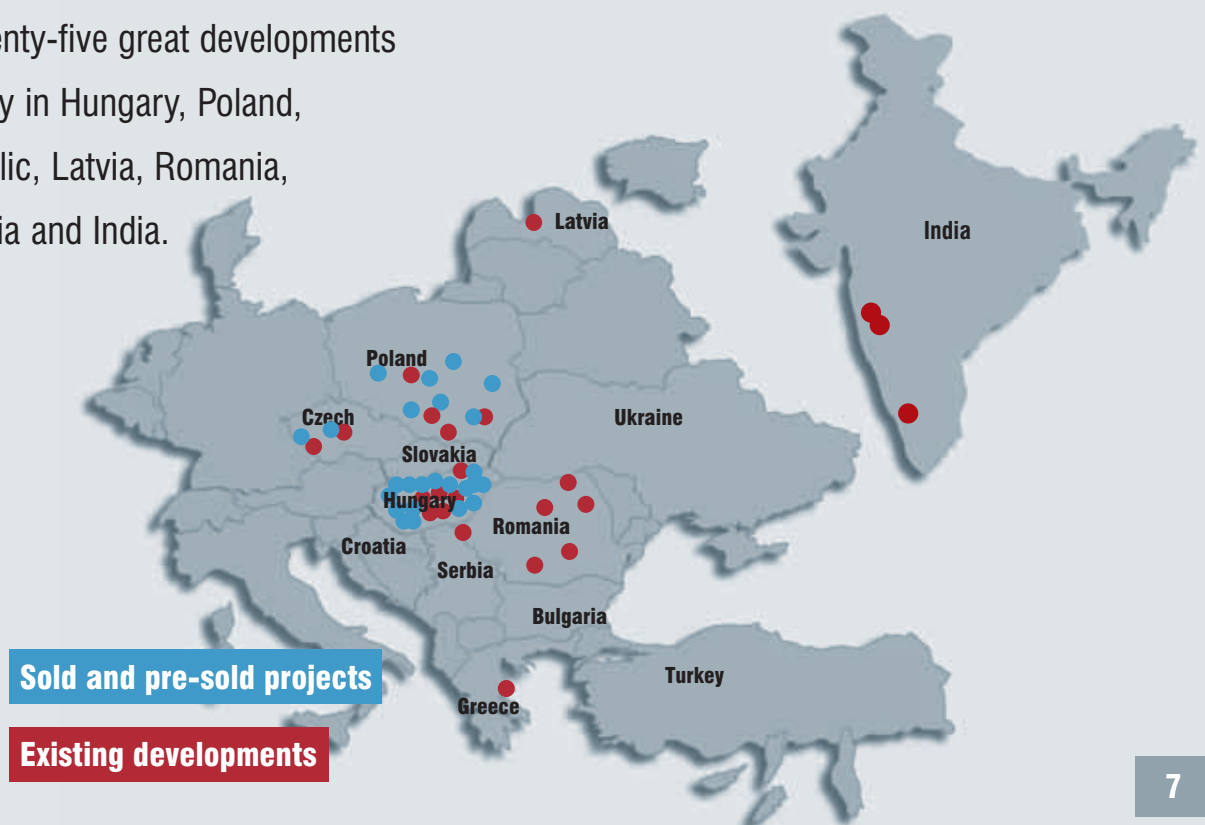 enty-five great developments
y in Hungary, Poland,
lic, Latvia, Romania,
ia and India.
Latvia
India
Poland
Czech
Ukraine
Slovakia
Hungary
Romania
Croatia
Serbia
Bulgaria
Turkey
Greece
Sold and pre-sold projects
Existing developments
7